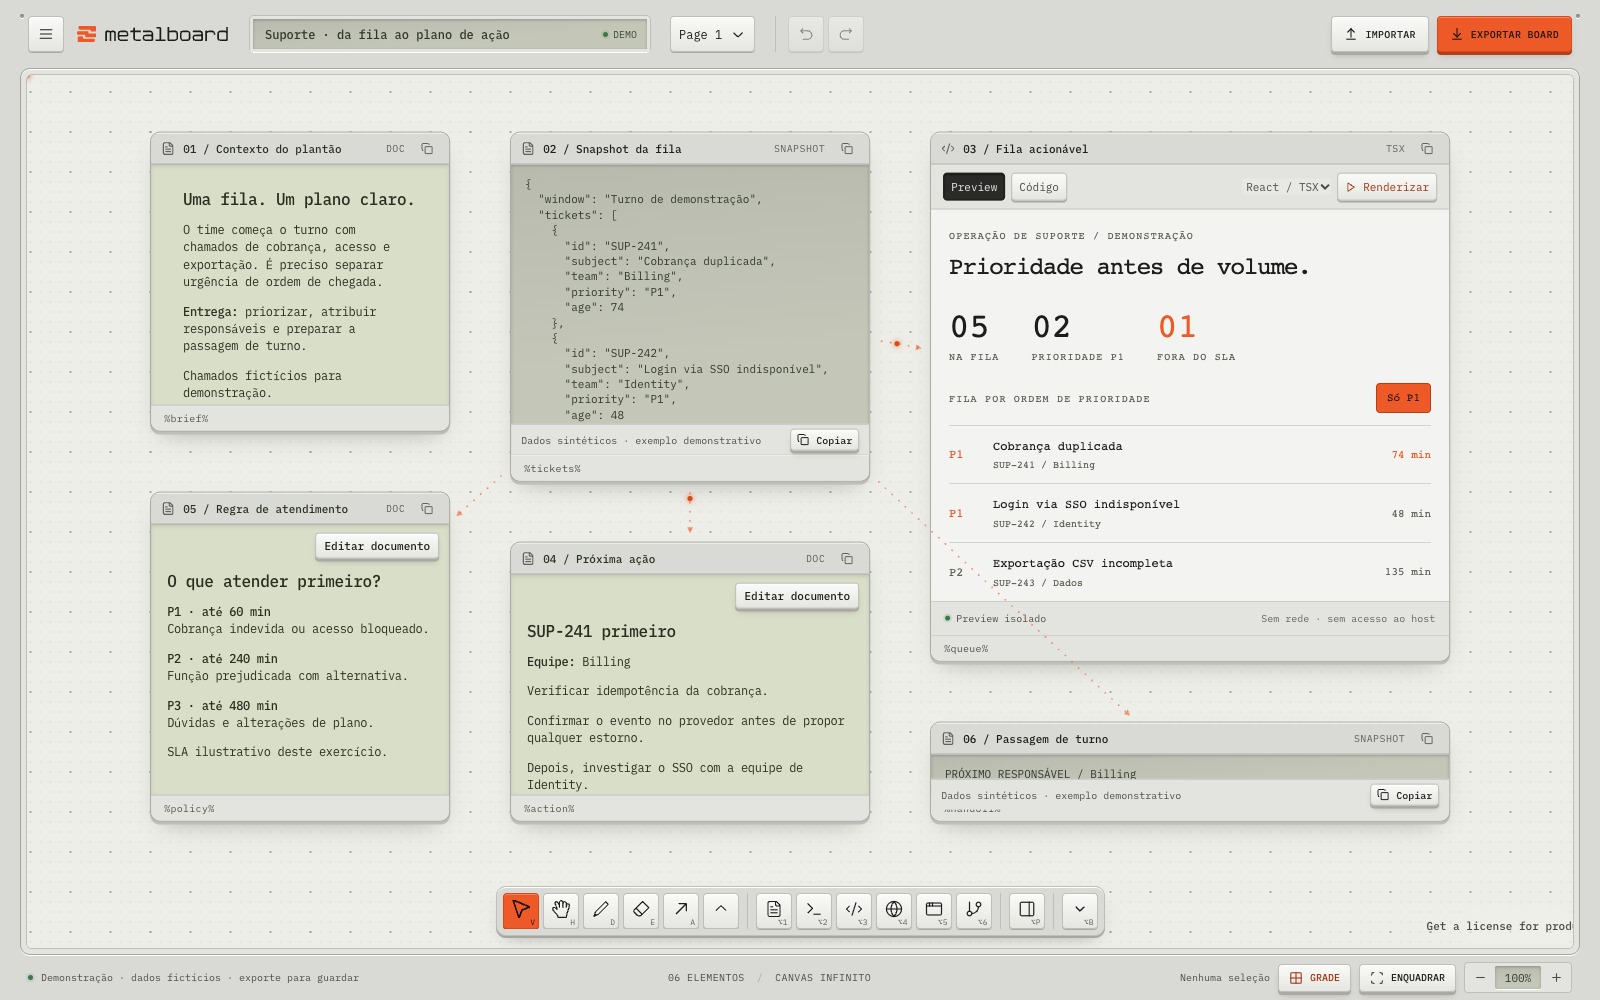 metalboard
Suporte · da fila ao plano de ação
DEMO
Page 1
IMPORTAR
EXPORTAR BOARD
01 / Contexto do plantão
DOC
Uma fila. Um plano claro.
O time começa o turno com
chamados de cobrança, acesso e
exportação. É preciso separar
urgência de ordem de chegada.
Entrega: priorizar, atribuir
responsáveis e preparar a
passagem de turno.
Chamados fictícios para
demonstração.
%brief%
02 / Snapshot da fila
SNAPSHOT
{
"window": "Turno de demonstração",
"tickets": [
{
"id": "SUP-241",
"subject": "Cobrança duplicada",
"team": "Billing",
"priority": "P1",
"age": 74
},
{
"id": "SUP-242",
"subject": "Login via SSO indisponível",
"team": "Identity",
"priority": "P1",
"age": 48
Dados sintéticos · exemplo demonstrativo
Copiar
%tickets%
03 / Fila acionável
TSX
Preview
Código
React / TSX
Renderizar
OPERAÇÃO DE SUPORTE / DEMONSTRAÇÃO
Prioridade antes de volume.
05
NA FILA
02
PRIORIDADE P1
01
FORA DO SLA
FILA POR ORDEM DE PRIORIDADE
Só P1
P1
Cobrança duplicada
SUP-241 / Billing
74 min
P1
Login via SSO indisponível
SUP-242 / Identity
48 min
P2
Exportação CSV incompleta
SUP-243 / Dados
135 min
Preview isolado
Sem rede · sem acesso ao host
%queue%
05 / Regra de atendimento
DOC
Editar documento
O que atender primeiro?
P1 · até 60 min
Cobrança indevida ou acesso bloqueado.
P2 · até 240 min
Função prejudicada com alternativa.
P3 · até 480 min
Dúvidas e alterações de plano.
SLA ilustrativo deste exercício.
%policy%
04 / Próxima ação
DOC
Editar documento
SUP-241 primeiro
Equipe: Billing
Verificar idempotência da cobrança.
Confirmar o evento no provedor antes de propor
qualquer estorno.
Depois, investigar o SSO com a equipe de
Identity.
%action%
06 / Passagem de turno
SNAPSHOT
PRÓXIMO RESPONSÁVEL / Billing
Dados sintéticos · exemplo demonstrativo
Copiar
V
H
D
E
A
⌥1
⌥2
⌥3
⌥4
⌥5
⌥6
⌥P
⌥B
Get a license for prod
Demonstração · dados fictícios · exporte para guardar
06 ELEMENTOS / CANVAS INFINITO
Nenhuma seleção
GRADE
ENQUADRAR
− 100% +